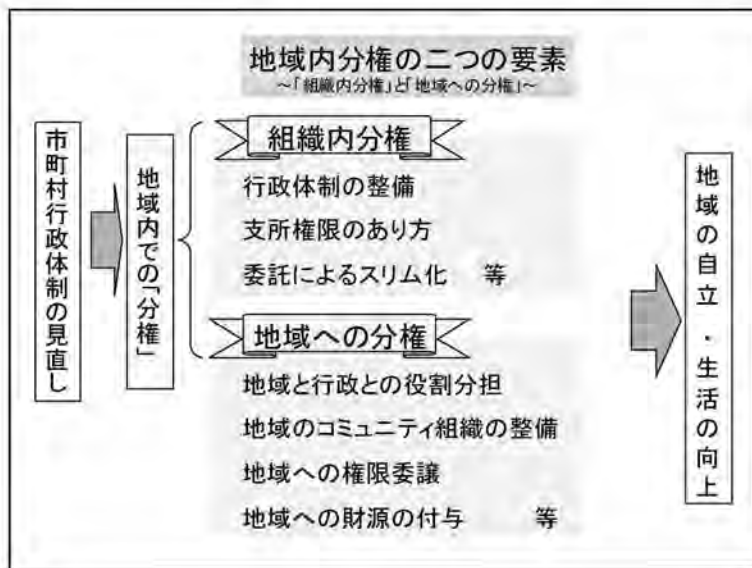 地域内分権の二つの要素
～「組織内分権」と「地域への分権」～
市町村行政体制の見直し
地域内での「分権」
組織内分権
行政体制の整備
支所権限のあり方
委託によるスリム化　等
地域への分権
地域と行政との役割分担
地域のコミュニティ組織の整備
地域への権限委譲
地域への財源の付与　等
地域の自立・生活の向上